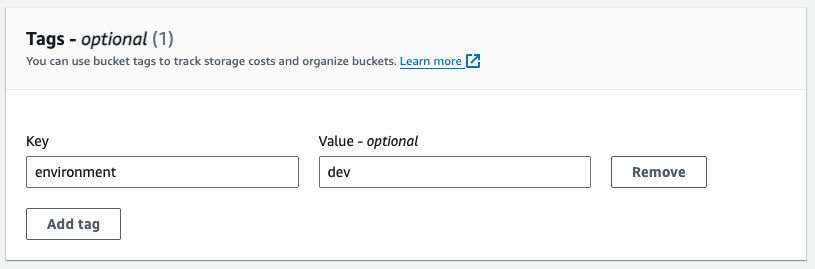 Tags - optional (1)
You can use bucket tags to track storage costs and organize buckets. Learn more
Key
Value - optional
environment
dev
Remove
Add tag